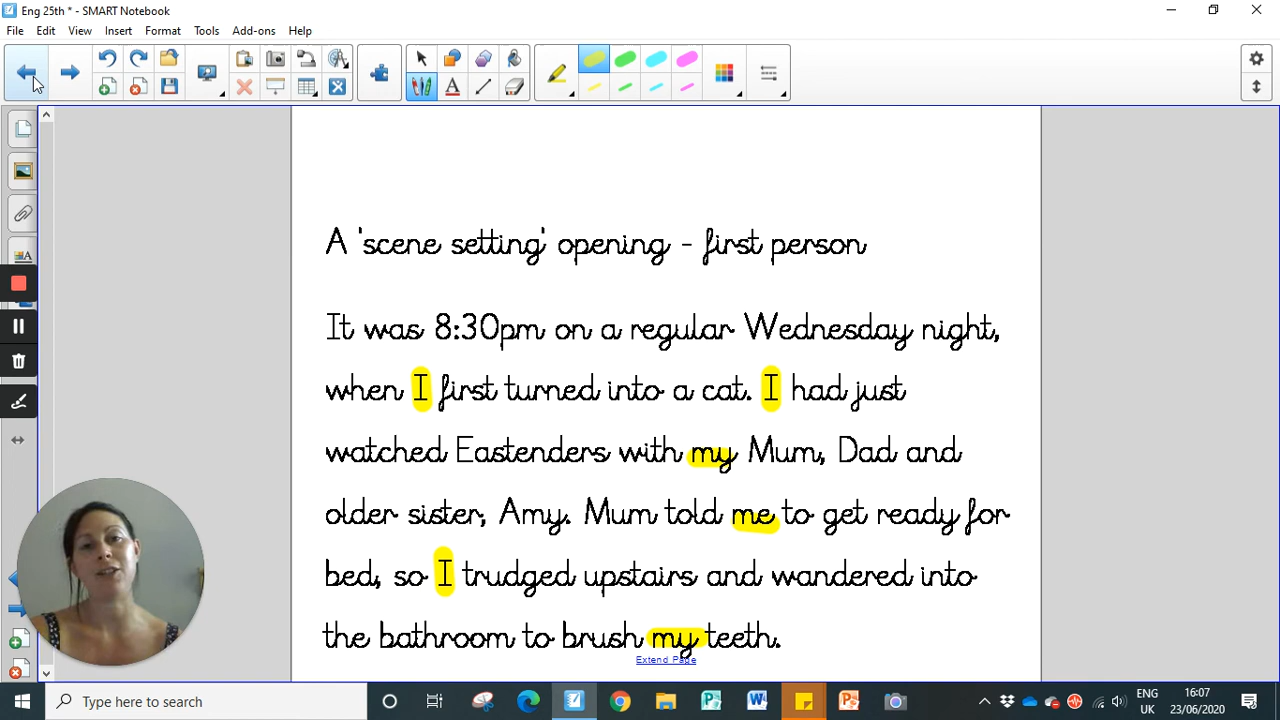 Eng 25th * - SMART Notebook
File Edit View Insert Format Tools Add-ons Help
A 'scene setting' opening - first person
It was 8:30pm on a regular Wednesday night,
when I first turned into a cat. I had just
watched Eastenders with my Mum, Dad and
older sister, Amy. Mum told me to get ready for
bed, so I trudged upstairs and wandered into
the bathroom to brush my teeth.
Extend Page
Type here to search
ENG
UK
16:07
23/06/2020